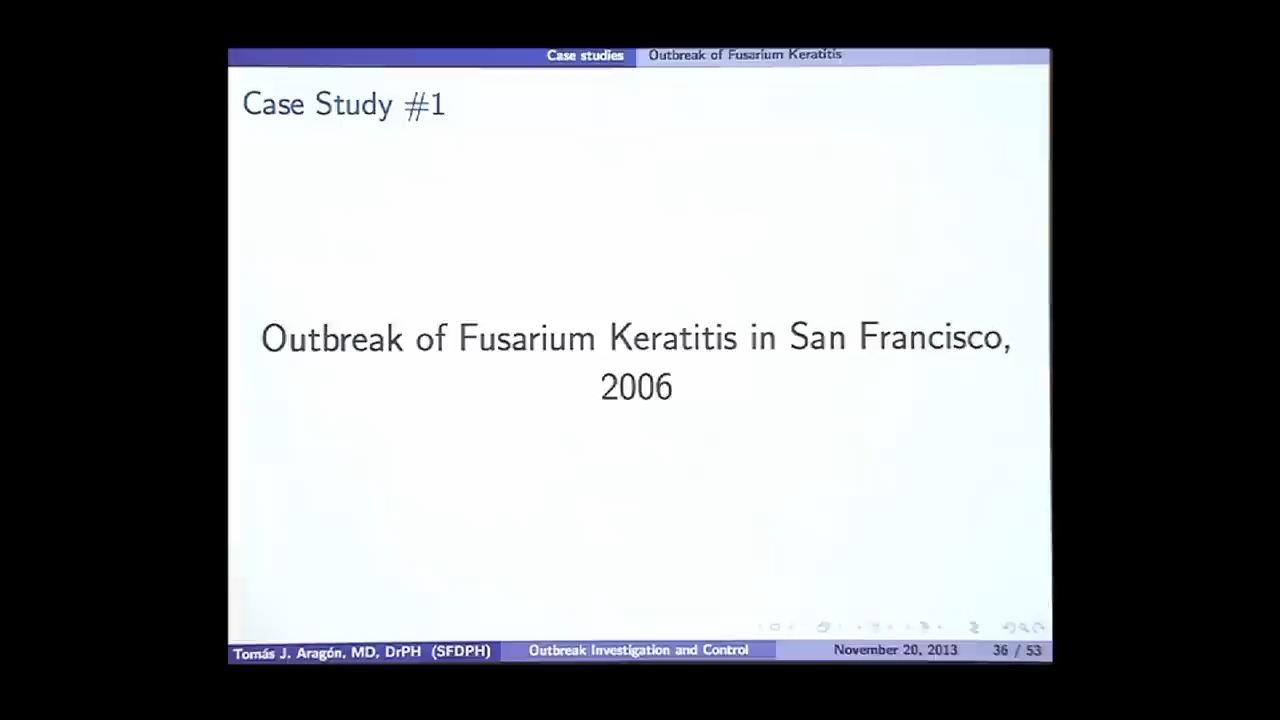 Case studies Outbreak of Fusarium Keratitis
Case Study #1
Outbreak of Fusarium Keratitis in San Francisco,
2006
Tomás J. Aragón, MD, DrPH (SFDPH) Outbreak Investigation and Control November 20, 2013 36 / 53